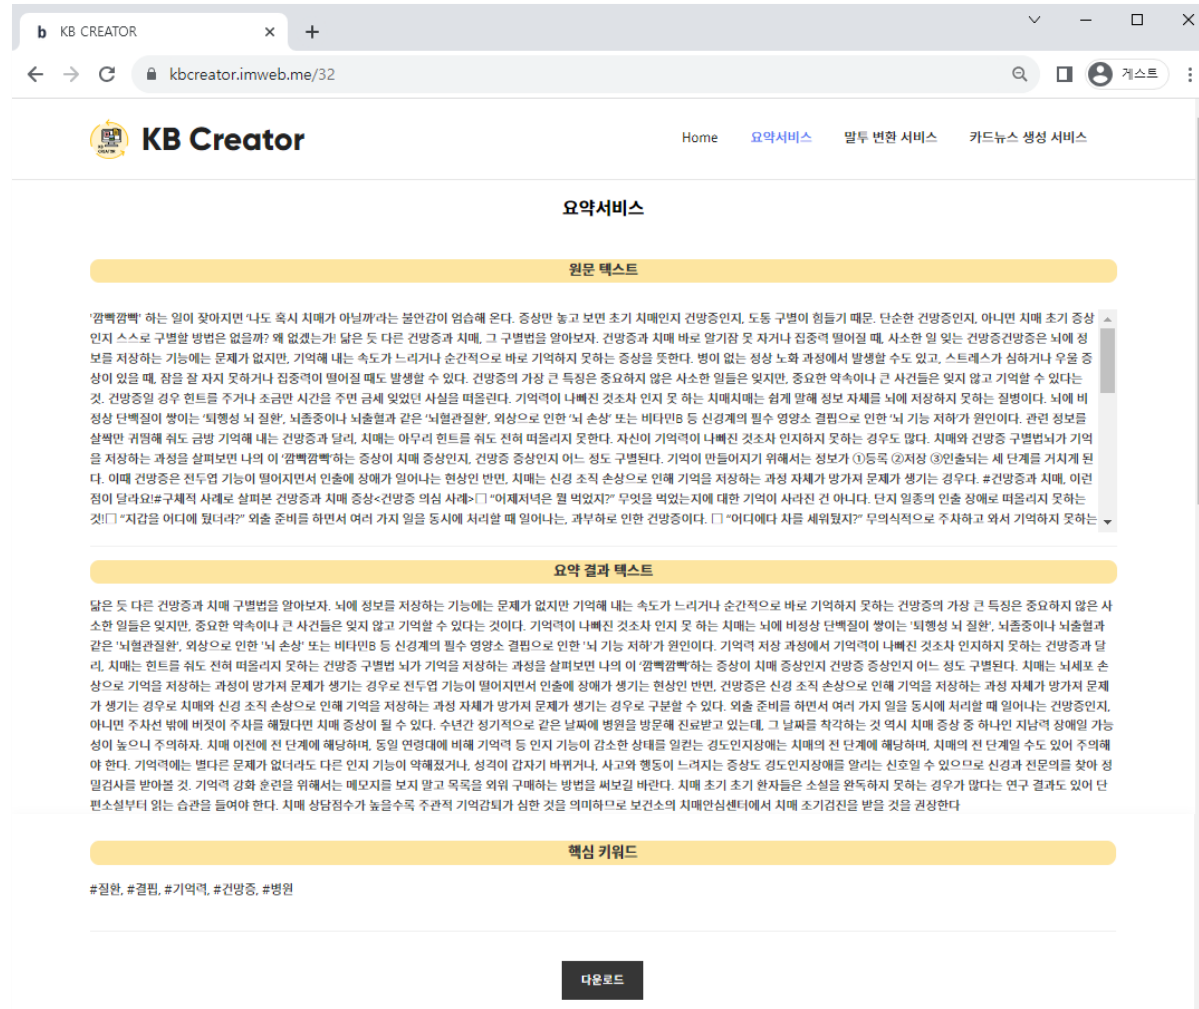 b KB CREATOR
kbcreator.imweb.me/32
게스트
KB Creator
Home 요약서비스 말투 변환 서비스 카드뉴스 생성 서비스
요약서비스
원문 텍스트
'깜빡깜빡' 하는 일이 잦아지면 '나도 혹시 치매가 아닐까'라는 불안감이 엄습해 온다. 증상만 놓고 보면 초기 치매인지 건망증인지, 도통 구별이 힘들기 때문. 단순한 건망증인지, 아니면 치매 초기 증상
인지 스스로 구별할 방법은 없을까? 왜 없겠는가! 닮은 듯 다른 건망증과 치매, 그 구별법을 알아보자. 건망증과 치매 바로 알기잠 못 자거나 집중력 떨어질 때, 사소한 일 잊는 건망증건망증은 뇌에 정
보를 저장하는 기능에는 문제가 없지만, 기억해 내는 속도가 느리거나 순간적으로 바로 기억하지 못하는 증상을 뜻한다. 병이 없는 정상 노화 과정에서 발생할 수도 있고, 스트레스가 심하거나 우울 증
상이 있을 때, 잠을 잘 자지 못하거나 집중력이 떨어질 때도 발생할 수 있다. 건망증의 가장 큰 특징은 중요하지 않은 사소한 일들은 잊지만, 중요한 약속이나 큰 사건들은 잊지 않고 기억할 수 있다는
것. 건망증일 경우 힌트를 주거나 조금만 시간을 주면 금세 잊었던 사실을 떠올린다. 기억력이 나빠진 것조차 인지 못 하는 치매치매는 쉽게 말해 정보 자체를 뇌에 저장하지 못하는 질병이다. 뇌에 비
정상 단백질이 쌓이는 '퇴행성 뇌 질환', 뇌졸중이나 뇌출혈과 같은 '뇌혈관질환', 외상으로 인한 '뇌 손상' 또는 비타민B 등 신경계의 필수 영양소 결핍으로 인한 '뇌 기능 저하'가 원인이다. 관련 정보를
살짝만 귀띔해 줘도 금방 기억해 내는 건망증과 달리, 치매는 아무리 힌트를 줘도 전혀 떠올리지 못한다. 자신이 기억력이 나빠진 것조차 인지하지 못하는 경우도 많다. 치매와 건망증 구별법뇌가 기억
을 저장하는 과정을 살펴보면 나의 이 '깜빡깜빡'하는 증상이 치매 증상인지, 건망증 증상인지 어느 정도 구별된다. 기억이 만들어지기 위해서는 정보가 ①등록 ②저장 ③인출되는 세 단계를 거치게 된
다. 이때 건망증은 전두엽 기능이 떨어지면서 인출에 장애가 일어나는 현상인 반면, 치매는 신경 조직 손상으로 인해 기억을 저장하는 과정 자체가 망가져 문제가 생기는 경우다. #건망증과 치매, 이런
점이 달라요!#구체적 사례로 살펴본 건망증과 치매 증상<건망증 의심 사례>□ "어제저녁은 뭘 먹었지?" 무엇을 먹었는지에 대한 기억이 사라진 건 아니다. 단지 일종의 인출 장애로 떠올리지 못하는
것!□ "지갑을 어디에 뒀더라?" 외출 준비를 하면서 여러 가지 일을 동시에 처리할 때 일어나는, 과부하로 인한 건망증이다. □ "어디에다 차를 세워뒀지?" 무의식적으로 주차하고 와서 기억하지 못하는
요약 결과 텍스트
닮은 듯 다른 건망증과 치매 구별법을 알아보자. 뇌에 정보를 저장하는 기능에는 문제가 없지만 기억해 내는 속도가 느리거나 순간적으로 바로 기억하지 못하는 건망증의 가장 큰 특징은 중요하지 않은 사
소한 일들은 잊지만, 중요한 약속이나 큰 사건들은 잊지 않고 기억할 수 있다는 것이다. 기억력이 나빠진 것조차 인지 못 하는 치매는 뇌에 비정상 단백질이 쌓이는 '퇴행성 뇌 질환', 뇌졸중이나 뇌출혈과
같은 '뇌혈관질환', 외상으로 인한 '뇌 손상' 또는 비타민B 등 신경계의 필수 영양소 결핍으로 인한 '뇌 기능 저하'가 원인이다. 기억력 저장 과정에서 기억력이 나빠진 것조차 인지하지 못하는 건망증과 달
리, 치매는 힌트를 줘도 전혀 떠올리지 못하는 건망증 구별법 뇌가 기억을 저장하는 과정을 살펴보면 나의 이 '깜빡깜빡'하는 증상이 치매 증상인지 건망증 증상인지 어느 정도 구별된다. 치매는 뇌세포 손
상으로 기억을 저장하는 과정이 망가져 문제가 생기는 경우로 전두엽 기능이 떨어지면서 인출에 장애가 생기는 현상인 반면, 건망증은 신경 조직 손상으로 인해 기억을 저장하는 과정 자체가 망가져 문제
가 생기는 경우로 치매와 신경 조직 손상으로 인해 기억을 저장하는 과정 자체가 망가져 문제가 생기는 경우로 구분할 수 있다. 외출 준비를 하면서 여러 가지 일을 동시에 처리할 때 일어나는 건망증인지,
아니면 주차선 밖에 버젓이 주차를 해뒀다면 치매 증상이 될 수 있다. 수년간 정기적으로 같은 날짜에 병원을 방문해 진료받고 있는데, 그 날짜를 착각하는 것 역시 치매 증상 중 하나인 지남력 장애일 가능
성이 높으니 주의하자. 치매 이전에 전 단계에 해당하며, 동일 연령대에 비해 기억력 등 인지 기능이 감소한 상태를 일컫는 경도인지장애는 치매의 전 단계에 해당하며, 치매의 전 단계일 수도 있어 주의해
야 한다. 기억력에는 별다른 문제가 없더라도 다른 인지 기능이 약해졌거나, 성격이 갑자기 바뀌거나, 사고와 행동이 느려지는 증상도 경도인지장애를 알리는 신호일 수 있으므로 신경과 전문의를 찾아 정
밀검사를 받아볼 것. 기억력 강화 훈련을 위해서는 메모지를 보지 말고 목록을 외워 구매하는 방법을 써보길 바란다. 치매 초기 초기 환자들은 소설을 완독하지 못하는 경우가 많다는 연구 결과도 있어 단
편소설부터 읽는 습관을 들여야 한다. 치매 상담점수가 높을수록 주관적 기억감퇴가 심한 것을 의미하므로 보건소의 치매안심센터에서 치매 조기검진을 받을 것을 권장한다
핵심 키워드
#질환, #결핍, #기억력, #건망증, #병원
다운로드